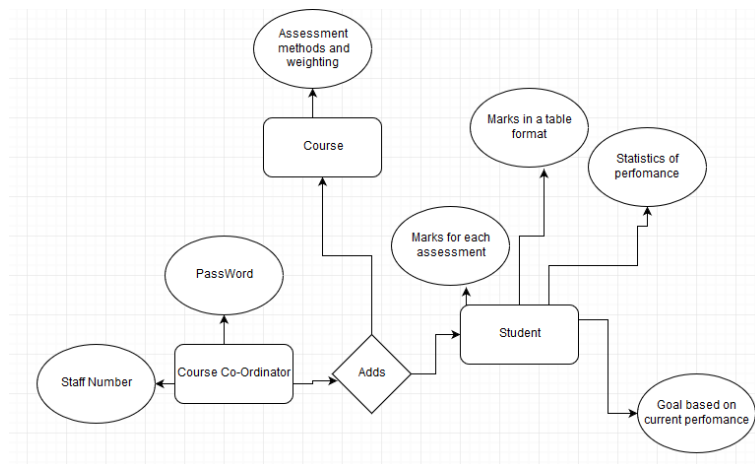 Assessment
methods and
weighting
Course
Marks in a table
format
Statistics of
perfomance
Marks for each
assessment
PassWord
Student
Staff Number
Course Co-Ordinator
Adds
Goal based on
current perfomance